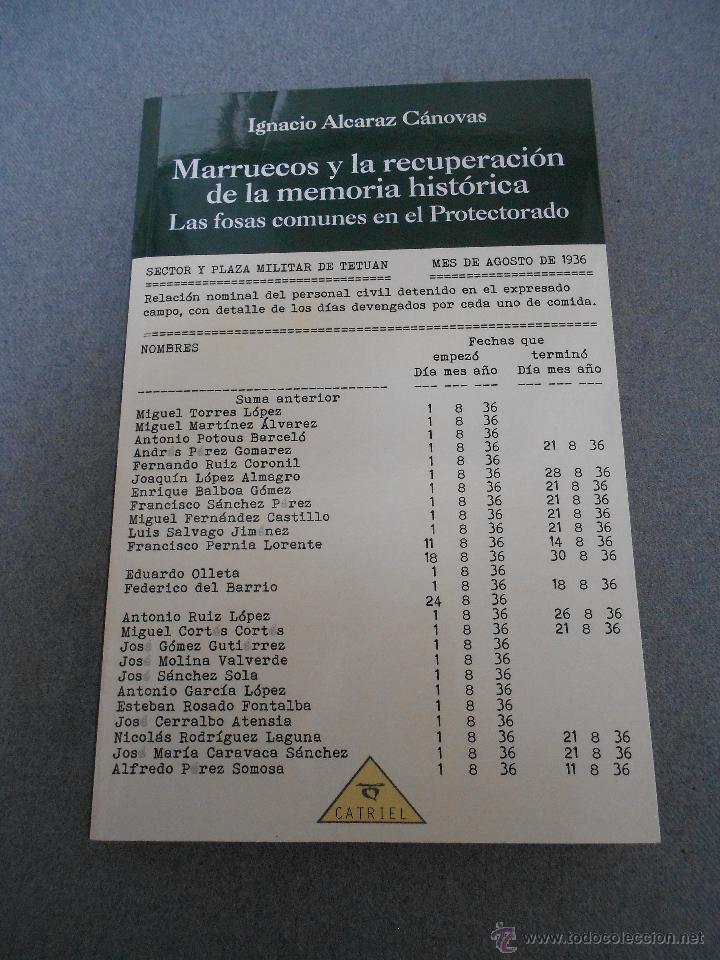 Ignacio Alcaraz Cánovas
Marruecos y la recuperación
de la memoria histórica
Las fosas comunes en el Protectorado
SECTOR Y PLAZA MILITAR DE TETUAN MES DE AGOSTO DE 1936
Relación nominal del personal civil detenido en el expresado
campo, con detalle de los días devengados por cada uno de comida.
NOMBRES Fechas que
empezó terminó
Día mes año Día mes año
Suma anterior
Miguel Torres López 1 8 36
Miguel Martínez Álvarez 1 8 36
Antonio Potous Barceló 1 8 36
Andrés Pérez Gomarez 1 8 36 21 8 36
Fernando Ruiz Coronil 1 8 36
Joaquín López Almagro 1 8 36 28 8 36
Enrique Balboa Gómez 1 8 36 21 8 36
Francisco Sánchez Pérez 1 8 36 21 8 36
Miguel Fernández Castillo 1 8 36 21 8 36
Luis Salvago Jiménez 1 8 36 21 8 36
Francisco Pernia Lorente 11 8 36 14 8 36
18 8 36 30 8 36
Eduardo Olleta 1 8 36
Federico del Barrio 1 8 36 18 8 36
24 8 36
Antonio Ruiz López 1 8 36 26 8 36
Miguel Cortés Cortés 1 8 36 21 8 36
José Gómez Gutiérrez 1 8 36
José Molina Valverde 1 8 36
José Sánchez Sola 1 8 36
Antonio García López 1 8 36
Esteban Rosado Fontalba 1 8 36
José Cerralbo Atensia 1 8 36
Nicolás Rodríguez Laguna 1 8 36 21 8 36
José María Caravaca Sánchez 1 8 36 21 8 36
Alfredo Pérez Somosa 1 8 36 11 8 36
CATRIEL
www.todocoleccion.net